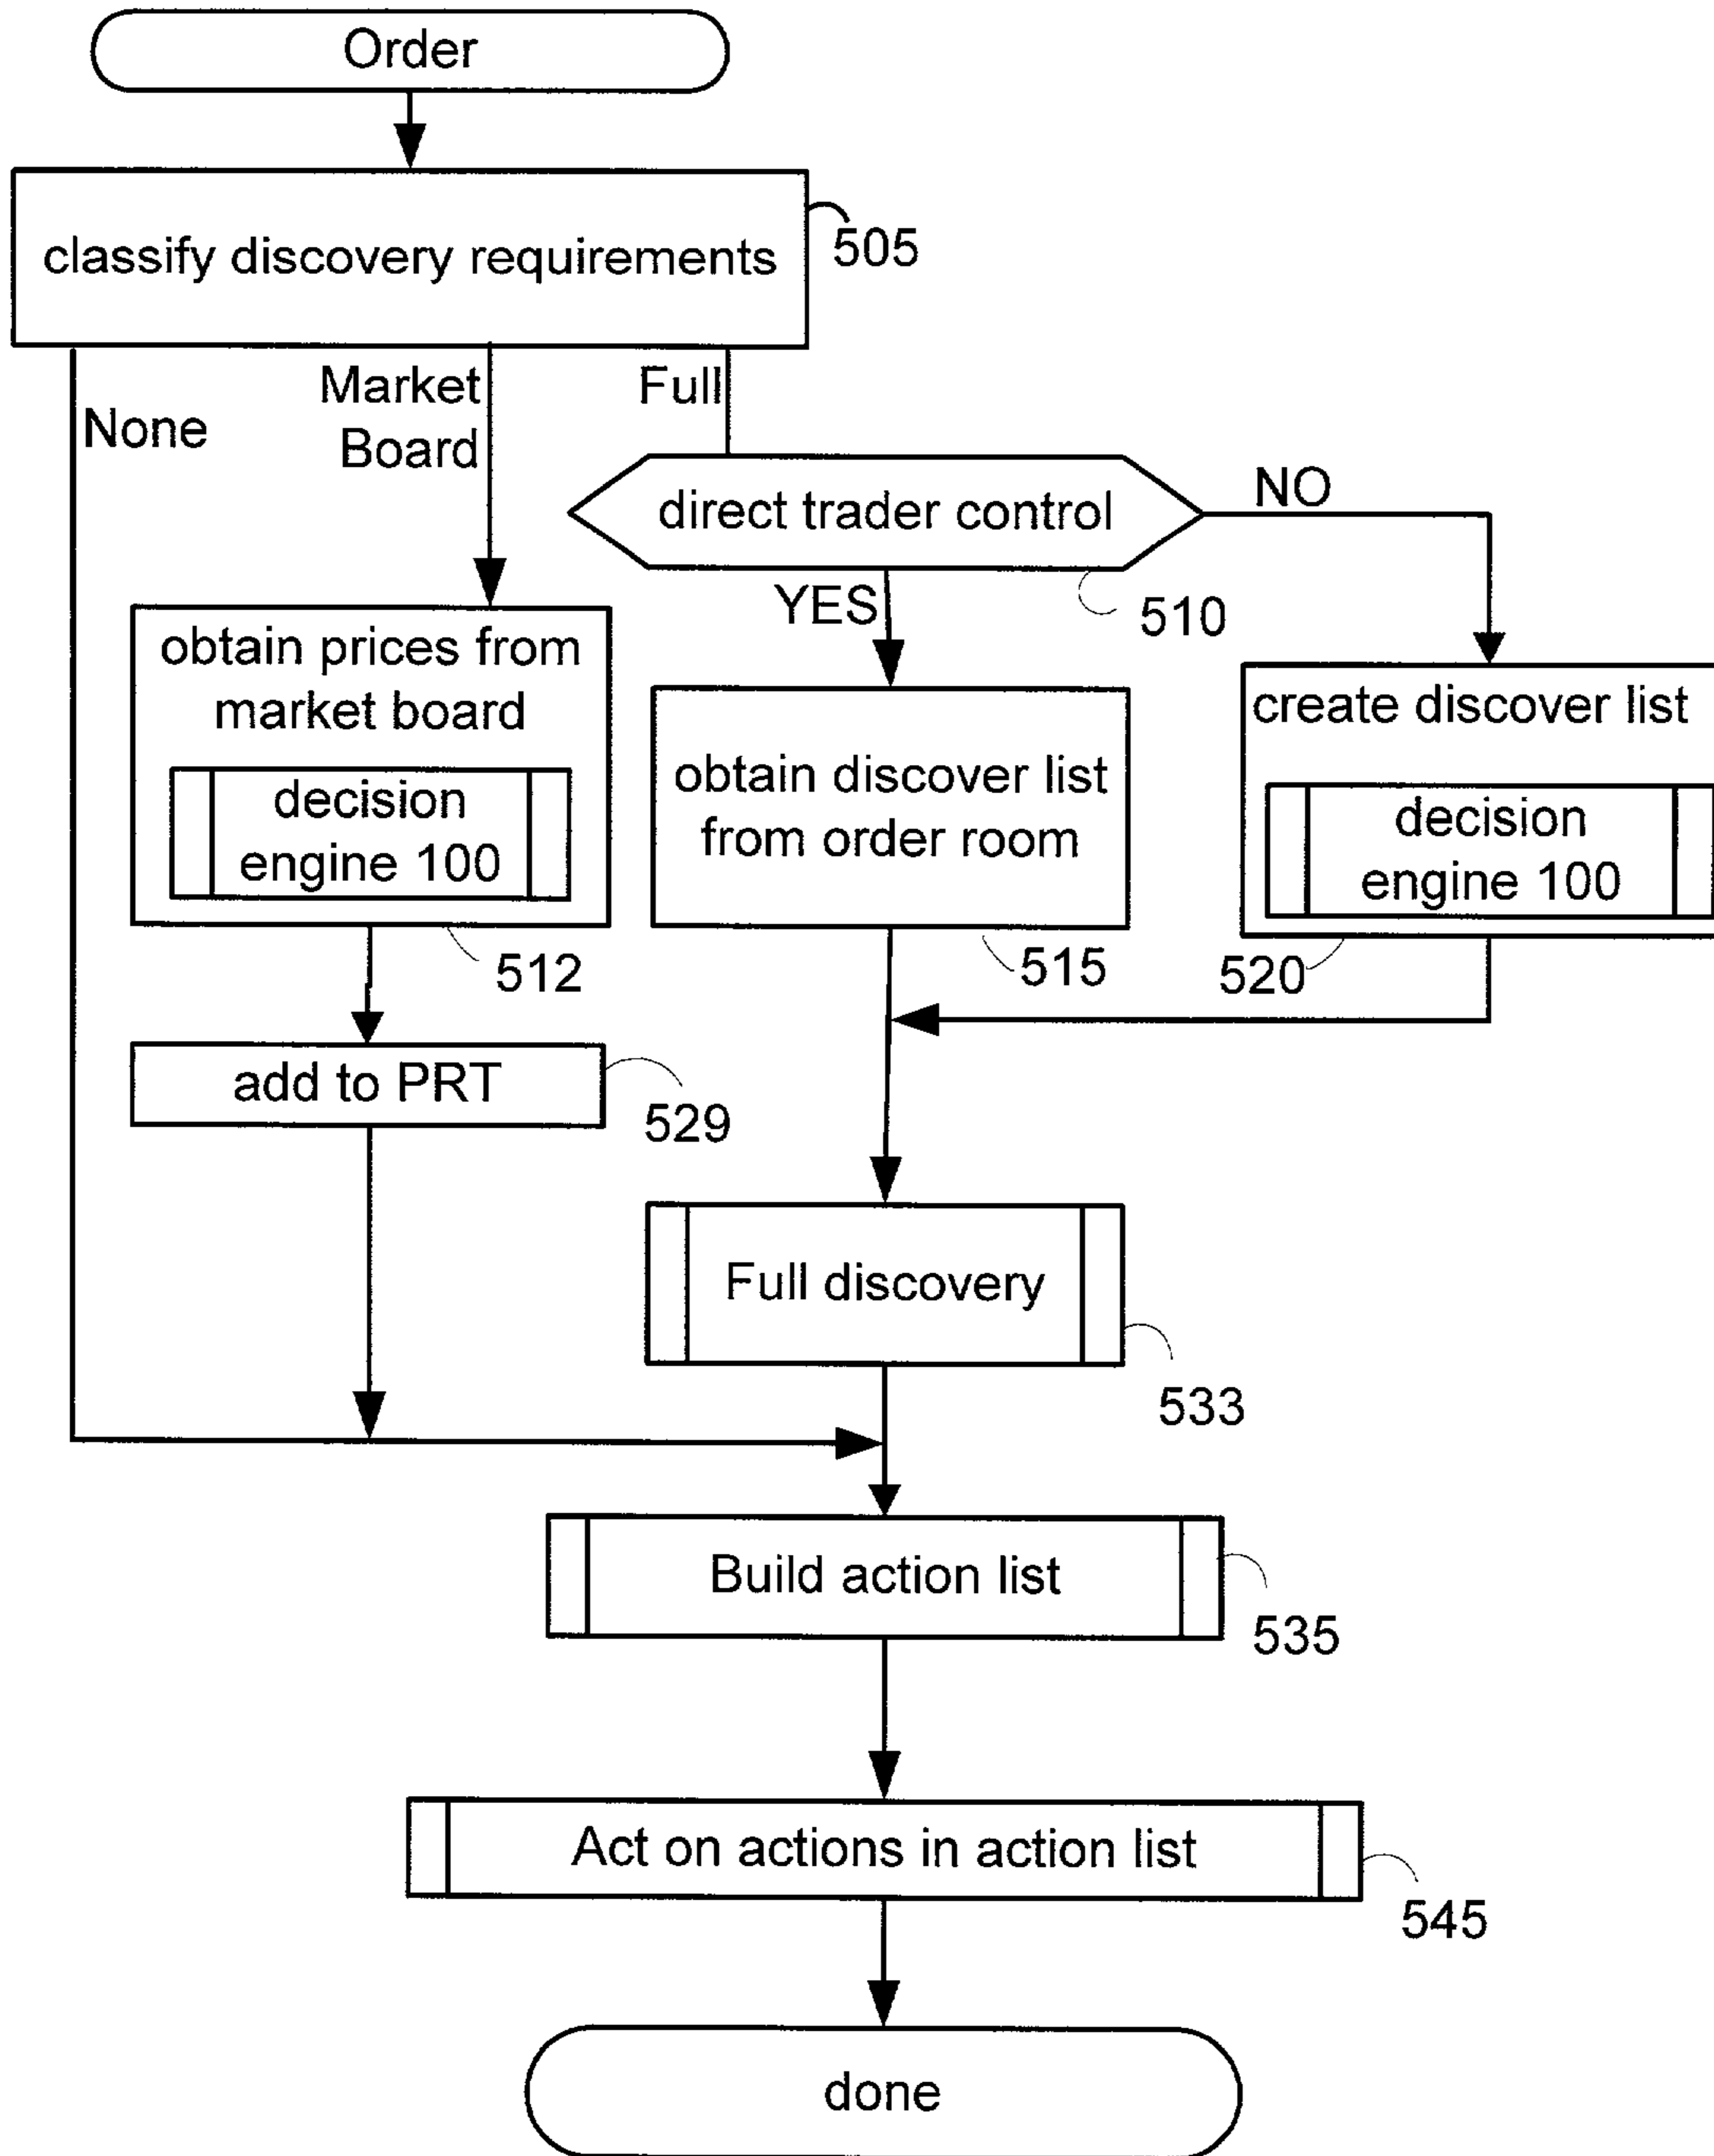 Order
classify discovery requirements
505
None
Market
Board
Full
direct trader control
NO
YES
510
obtain prices from
market board
decision
engine 100
512
obtain discover list
from order room
515
create discover list
decision
engine 100
520
add to PRT
529
Full discovery
533
Build action list
535
Act on actions in action list
545
done